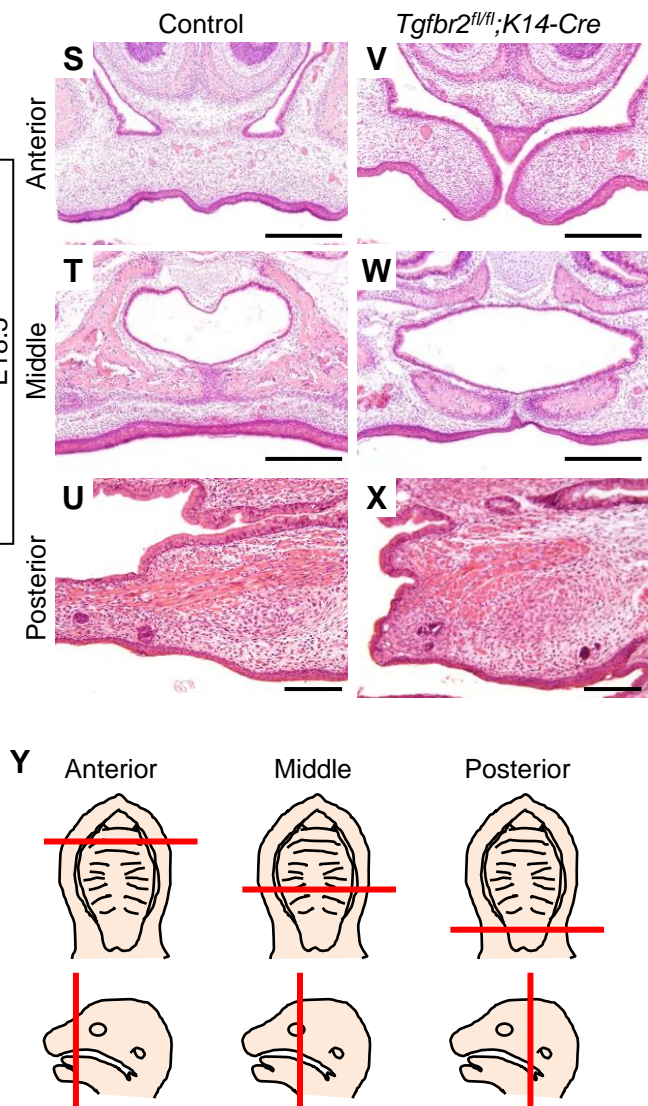 Control
Tgfbr2fl/fl;K14-Cre
Anterior
S
V
Middle
T
W
Posterior
U
X
Y
Anterior
Middle
Posterior